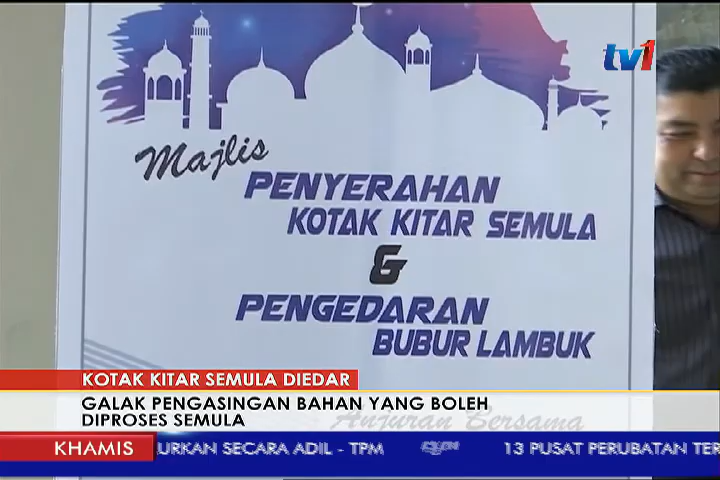 tv1
Majlis
PENYERAHAN
KOTAK KITAR SEMULA
&
PENGEDARAN
BUBUR LAMBUK
KOTAK KITAR SEMULA DIEDAR
GALAK PENGASINGAN BAHAN YANG BOLEH
DIPROSES SEMULA
Anjuran Bersama
KHAMIS URKAN SECARA ADIL - TPM 13 PUSAT PERUBATAN TER